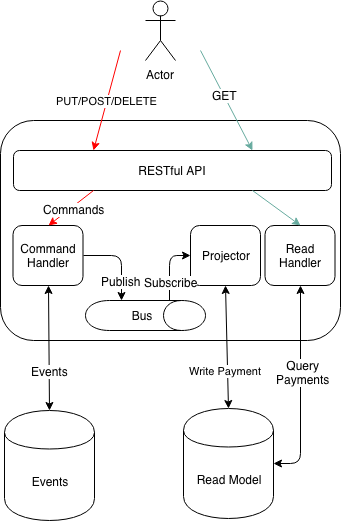 Actor
PUT/POST/DELETE
GET
RESTful API
Commands
Command
Handler
Projector
Read
Handler
Publish
Subscribe
Bus
Events
Write Payment
Query
Payments
Events
Read Model